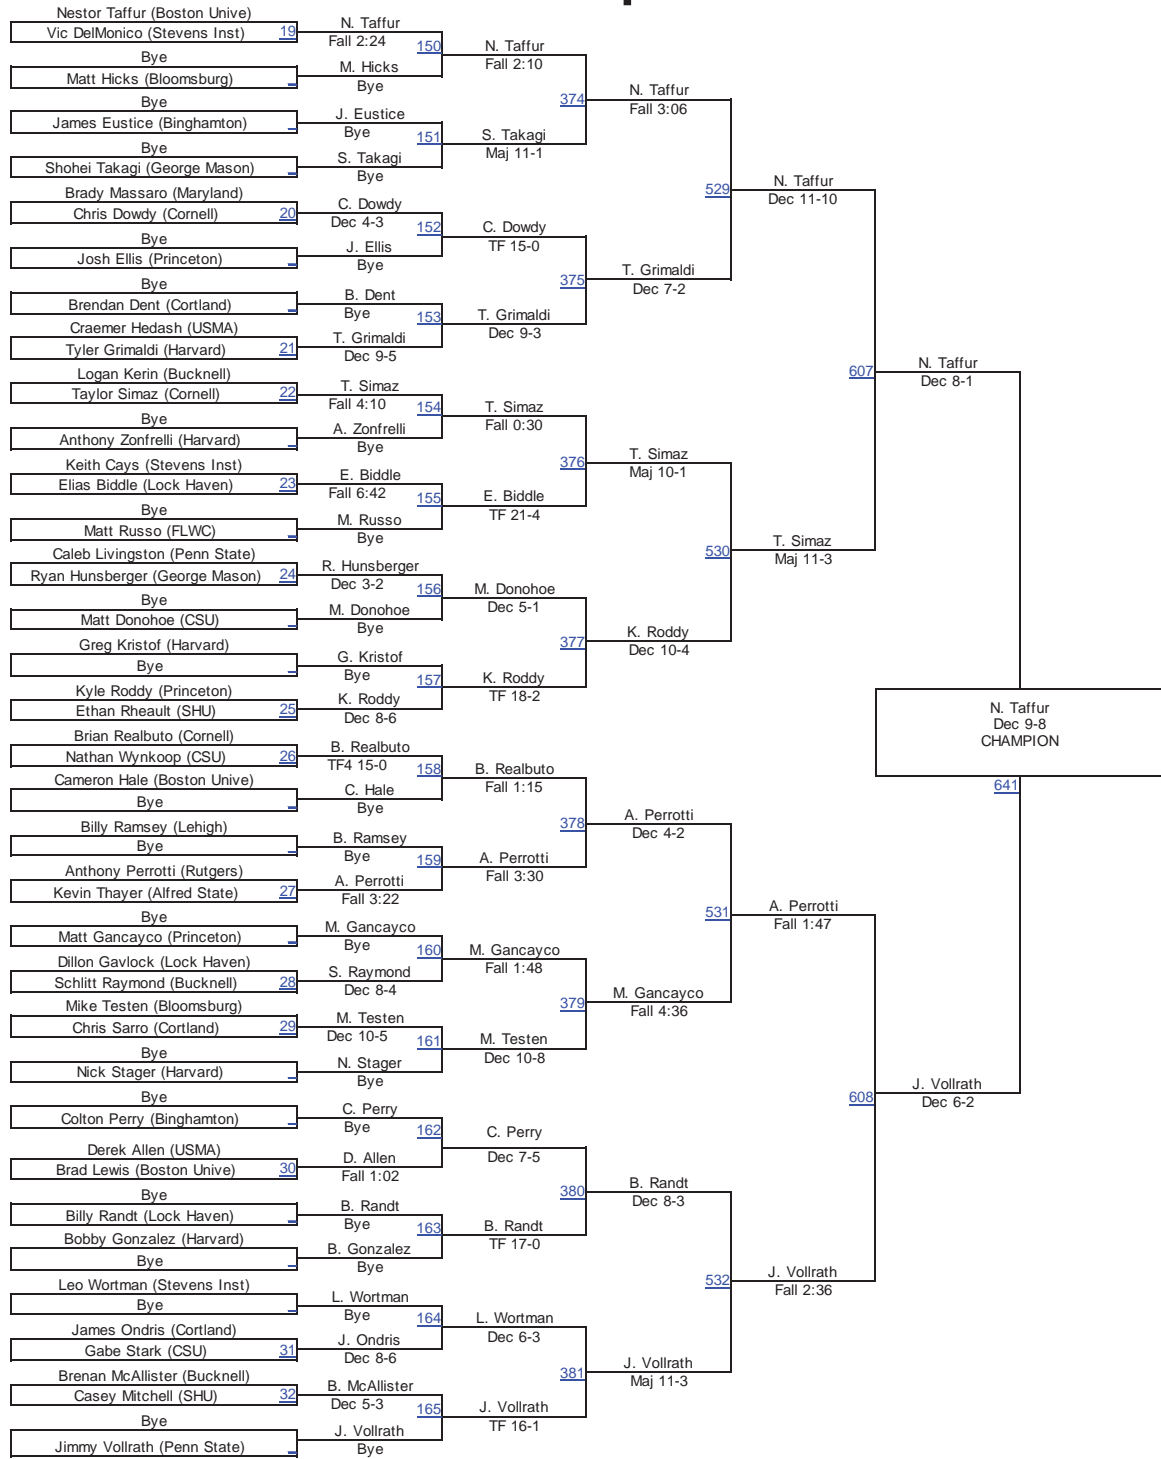 Nestor Taffur (Boston Unive)
Vic DelMonico (Stevens Inst) 19
Bye
Matt Hicks (Bloomsburg)
Bye
James Eustice (Binghamton)
Bye
Shohei Takagi (George Mason)
Brady Massaro (Maryland)
Chris Dowdy (Cornell) 20
Bye
Josh Ellis (Princeton)
Bye
Brendan Dent (Cortland)
Craemer Hedash (USMA)
Tyler Grimaldi (Harvard) 21
Logan Kerin (Bucknell)
Taylor Simaz (Cornell) 22
Bye
Anthony Zonfrelli (Harvard)
Keith Cays (Stevens Inst)
Elias Biddle (Lock Haven) 23
Bye
Matt Russo (FLWC)
Caleb Livingston (Penn State)
Ryan Hunsberger (George Mason) 24
Bye
Matt Donohoe (CSU)
Greg Kristof (Harvard)
Bye
Kyle Roddy (Princeton)
Ethan Rheault (SHU) 25
Brian Realbuto (Cornell)
Nathan Wynkoop (CSU) 26
Cameron Hale (Boston Unive)
Bye
Billy Ramsey (Lehigh)
Bye
Anthony Perrotti (Rutgers)
Kevin Thayer (Alfred State) 27
Bye
Matt Gancayco (Princeton)
Dillon Gavlock (Lock Haven)
Schlitt Raymond (Bucknell) 28
Mike Testen (Bloomsburg)
Chris Sarro (Cortland) 29
Bye
Nick Stager (Harvard)
Bye
Colton Perry (Binghamton)
Derek Allen (USMA)
Brad Lewis (Boston Unive) 30
Bye
Billy Randt (Lock Haven)
Bobby Gonzalez (Harvard)
Bye
Leo Wortman (Stevens Inst)
Bye
James Ondris (Cortland)
Gabe Stark (CSU) 31
Brenan McAllister (Bucknell)
Casey Mitchell (SHU) 32
Bye
Jimmy Vollrath (Penn State)
N. Taffur
Fall 2:24
150
M. Hicks
Bye
J. Eustice
Bye
151
S. Takagi
Bye
C. Dowdy
Dec 4-3
152
J. Ellis
Bye
B. Dent
Bye
153
T. Grimaldi
Dec 9-5
T. Simaz
Fall 4:10
154
A. Zonfrelli
Bye
E. Biddle
Fall 6:42
155
M. Russo
Bye
R. Hunsberger
Dec 3-2
156
M. Donohoe
Bye
G. Kristof
Bye
157
K. Roddy
Dec 8-6
B. Realbuto
TF4 15-0
158
C. Hale
Bye
B. Ramsey
Bye
159
A. Perrotti
Fall 3:22
M. Gancayco
Bye
160
S. Raymond
Dec 8-4
M. Testen
Dec 10-5
161
N. Stager
Bye
C. Perry
Bye
162
D. Allen
Fall 1:02
B. Randt
Bye
163
B. Gonzalez
Bye
L. Wortman
Bye
164
J. Ondris
Dec 8-6
B. McAllister
Dec 5-3
165
J. Vollrath
Bye
N. Taffur
Fall 2:10
374
S. Takagi
Maj 11-1
C. Dowdy
TF 15-0
375
T. Grimaldi
Dec 9-3
T. Simaz
Fall 0:30
376
E. Biddle
TF 21-4
M. Donohoe
Dec 5-1
377
K. Roddy
TF 18-2
B. Realbuto
Fall 1:15
378
A. Perrotti
Fall 3:30
M. Gancayco
Fall 1:48
379
M. Testen
Dec 10-8
C. Perry
Dec 7-5
380
B. Randt
TF 17-0
L. Wortman
Dec 6-3
381
J. Vollrath
TF 16-1
N. Taffur
Fall 3:06
529
T. Grimaldi
Dec 7-2
T. Simaz
Maj 10-1
530
K. Roddy
Dec 10-4
A. Perrotti
Dec 4-2
531
M. Gancayco
Fall 4:36
B. Randt
Dec 8-3
532
J. Vollrath
Maj 11-3
N. Taffur
Dec 11-10
607
T. Simaz
Maj 11-3
A. Perrotti
Fall 1:47
608
J. Vollrath
Fall 2:36
N. Taffur
Dec 8-1
J. Vollrath
Dec 6-2
N. Taffur
Dec 9-8
CHAMPION
641